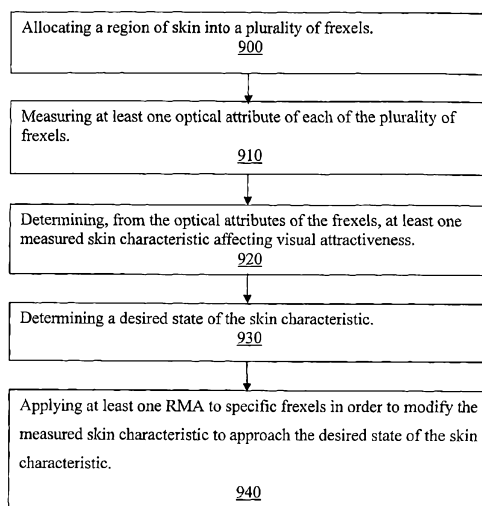 Allocating a region of skin into a plurality of frexels.
900
Measuring at least one optical attribute of each of the plurality of
frexels.
910
Determining, from the optical attributes of the frexels, at least one
measured skin characteristic affecting visual attractiveness.
920
Determining a desired state of the skin characteristic.
930
Applying at least one RMA to specific frexels in order to modify the
measured skin characteristic to approach the desired state of the skin
characteristic.
940